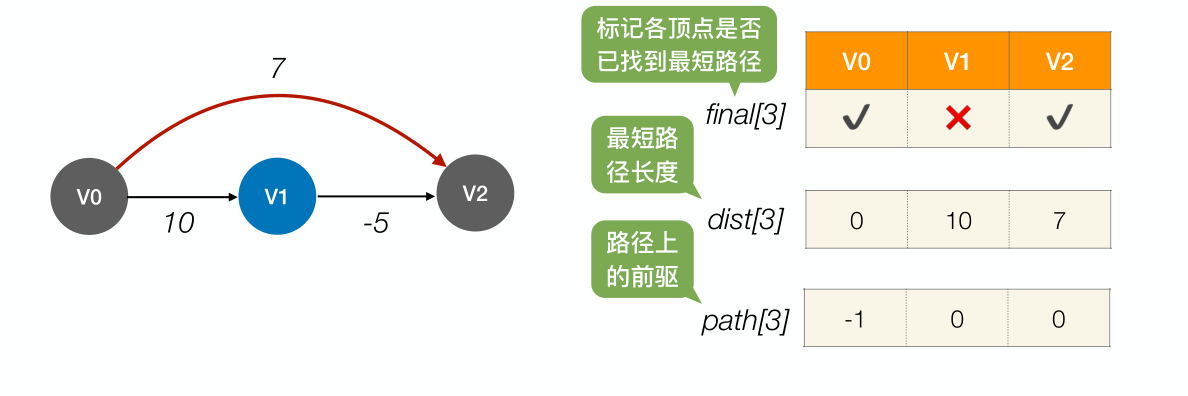 7
V0
10
V1
-5
V2
标记各顶点是否
已找到最短路径
V0 V1 V2
final[3] ✔ ✖ ✔
最短路
径长度
dist[3] 0 10 7
路径上
的前驱
path[3] -1 0 0